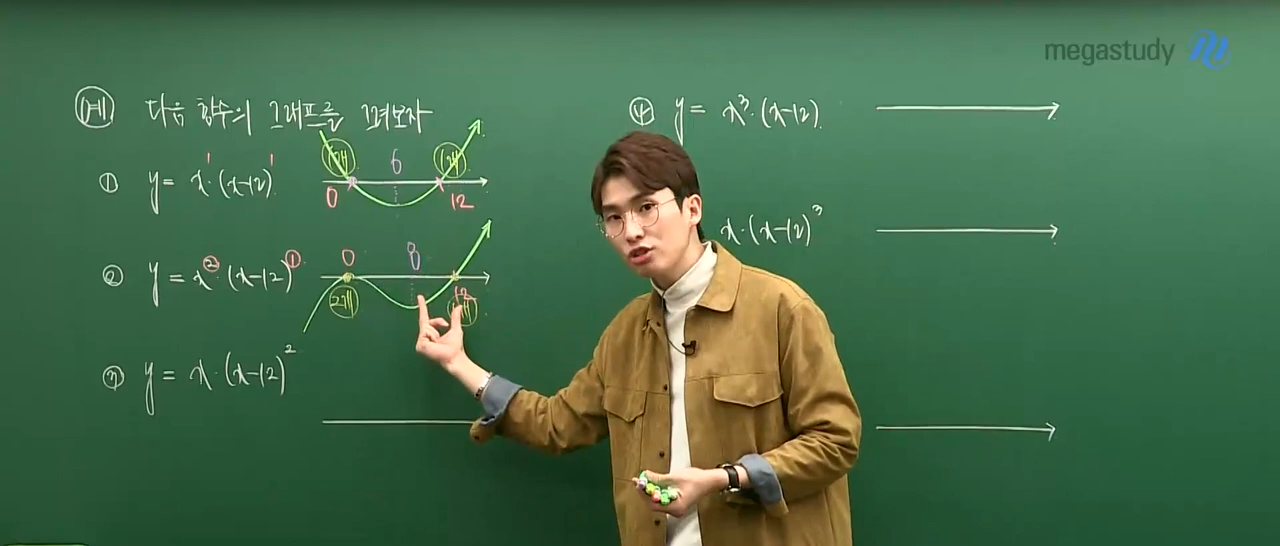 megastudy
예 다음 함수의 그래프를 그려보자
① y = x¹·(x-12)¹
1개 6 1개
0 12
② y = x²·(x-12)①
0 8 12
2개 1개
③ y = x·(x-12)²
④ y = x³·(x-12)
x·(x-12)³